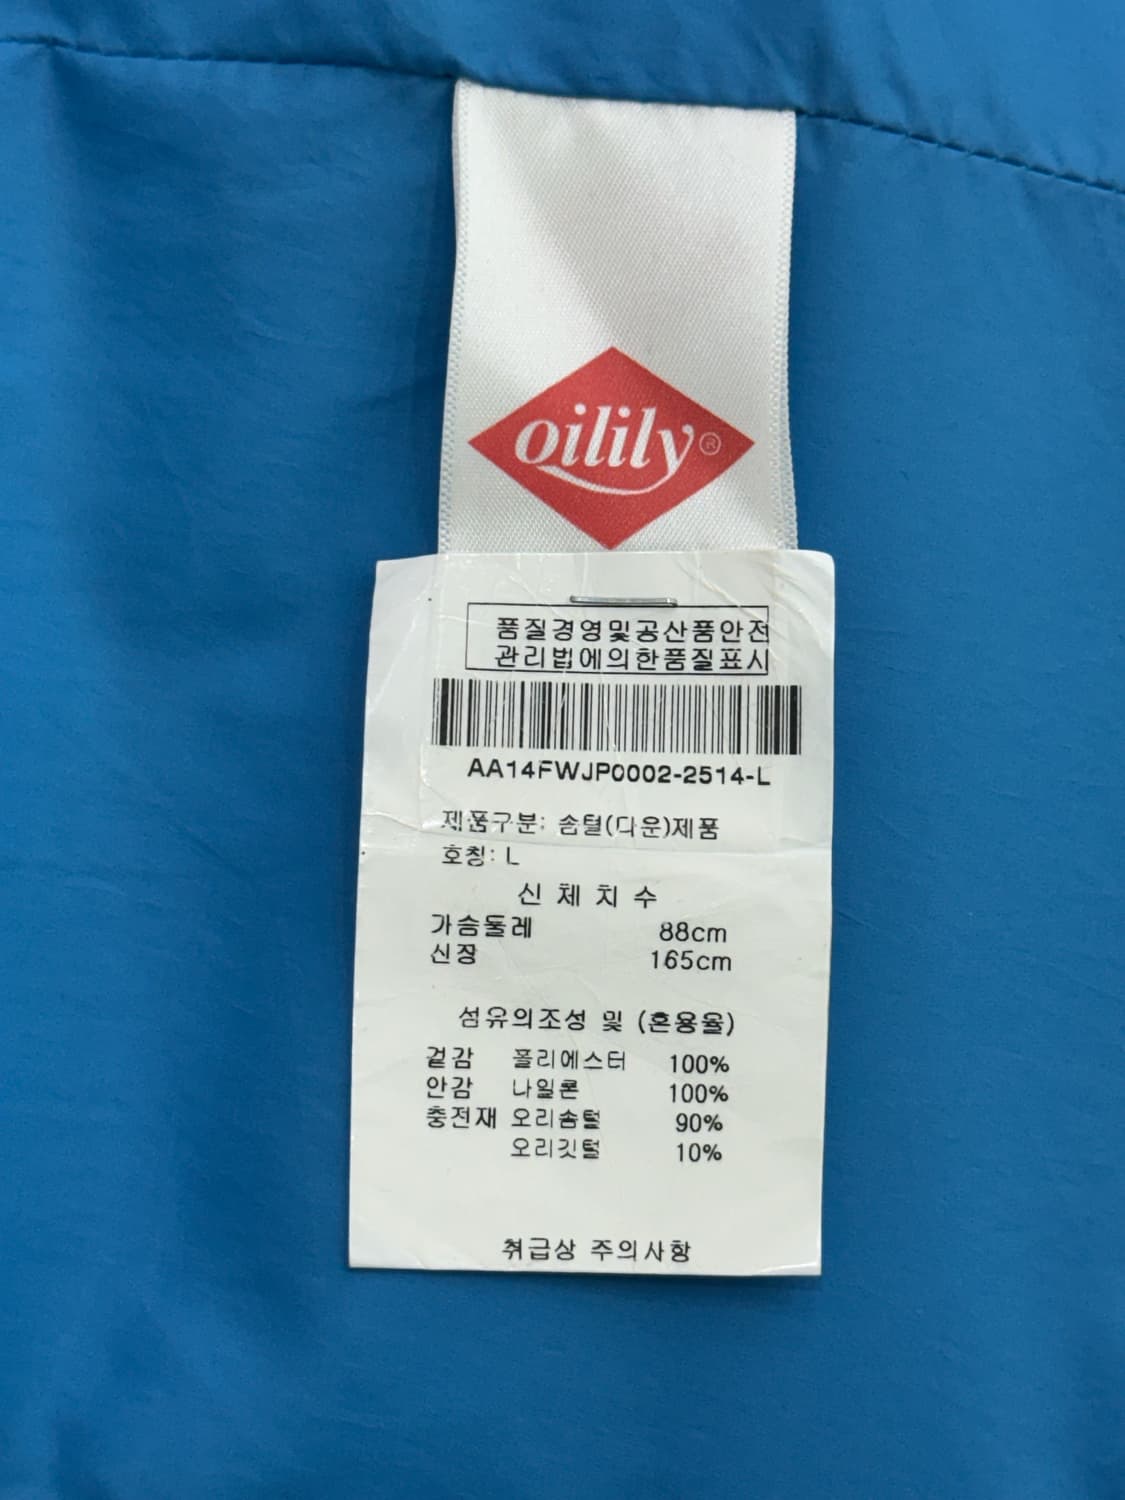 oilily®
품질경영및공산품안전
관리법에의한품질표시
AA14FWJP0002-2514-L
제품구분: 솜털(다운)제품
호칭: L
신 체 치 수
가슴둘레 88cm
신장 165cm
섬유의조성 및 (혼용율)
겉감 폴리에스터 100%
안감 나일론 100%
충전재 오리솜털 90%
오리깃털 10%
취급상 주의사항